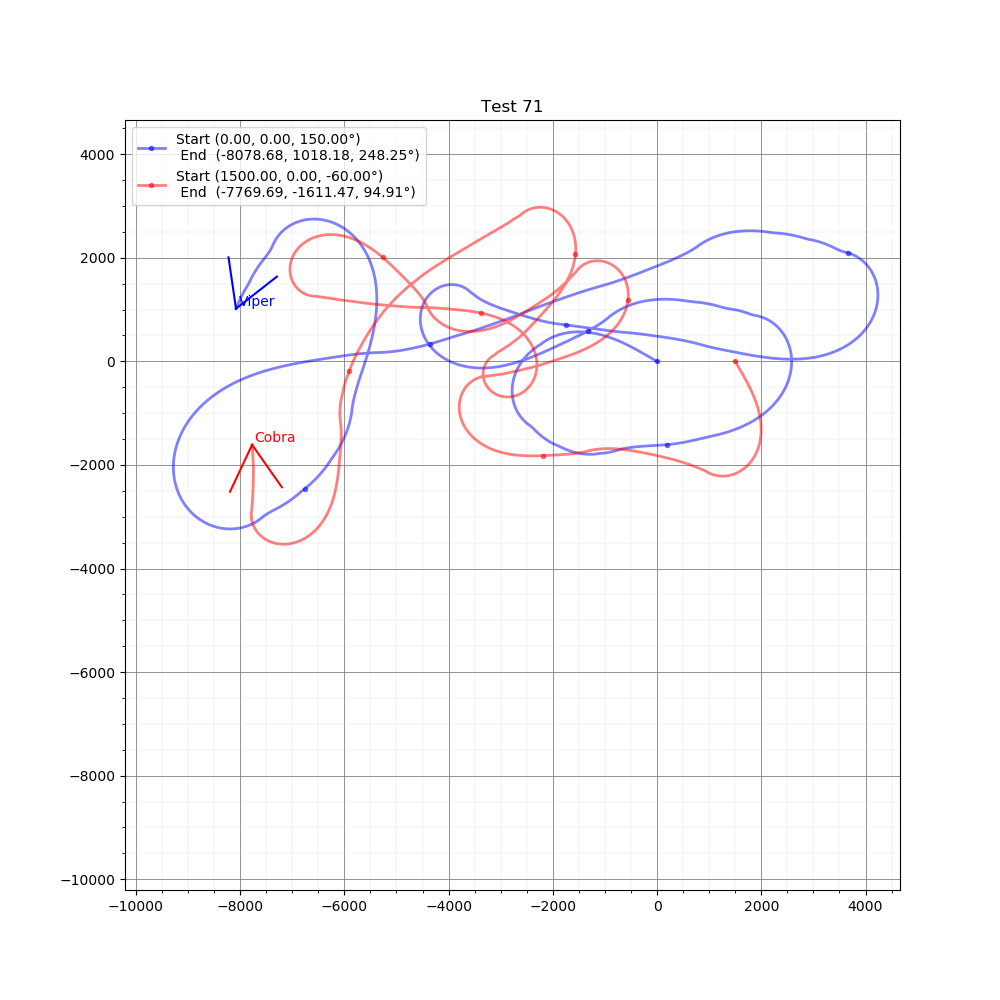 Test 71
Start (0.00, 0.00, 150.00°)
End (-8078.68, 1018.18, 248.25°)
Start (1500.00, 0.00, -60.00°)
End (-7769.69, -1611.47, 94.91°)
4000
2000
0
−2000
−4000
−6000
−8000
−10000
Viper
Cobra
−10000 −8000 −6000 −4000 −2000 0 2000 4000